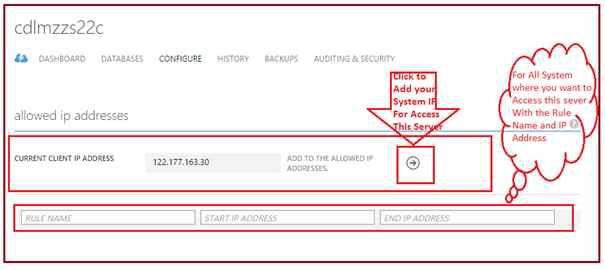 cdlmzzs22c
DASHBOARD DATABASES CONFIGURE HISTORY BACKUPS AUDITING & SECURITY
Click to
Add your
System IP
For Access
This Server
For All System
where you want to
Access this sever
With the Rule
Name and IP
Address
allowed ip addresses
CURRENT CLIENT IP ADDRESS 122.177.163.30 ADD TO THE ALLOWED IP
ADDRESSES.
RULE NAME START IP ADDRESS END IP ADDRESS